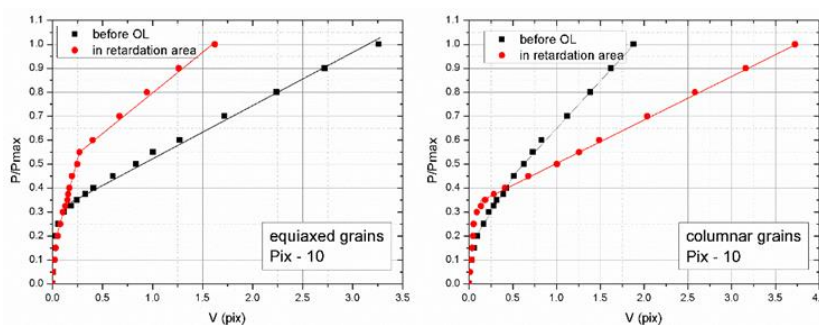 1.1
1.0
0.9
0.8
0.7
0.6
0.5
0.4
0.3
0.2
0.1
0.0
P/Pmax
before OL
in retardation area
equiaxed grains
Pix - 10
0.0 0.5 1.0 1.5 2.0 2.5 3.0 3.5
V (pix)
1.1
1.0
0.9
0.8
0.7
0.6
0.5
0.4
0.3
0.2
0.1
0.0
P/Pmax
before OL
in retardation area
columnar grains
Pix - 10
0.0 0.5 1.0 1.5 2.0 2.5 3.0 3.5 4.0
V (pix)